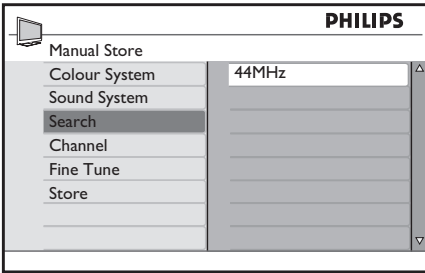 PHILIPS
Manual Store
Colour System
44MHz
Sound System
Search
Channel
Fine Tune
Store